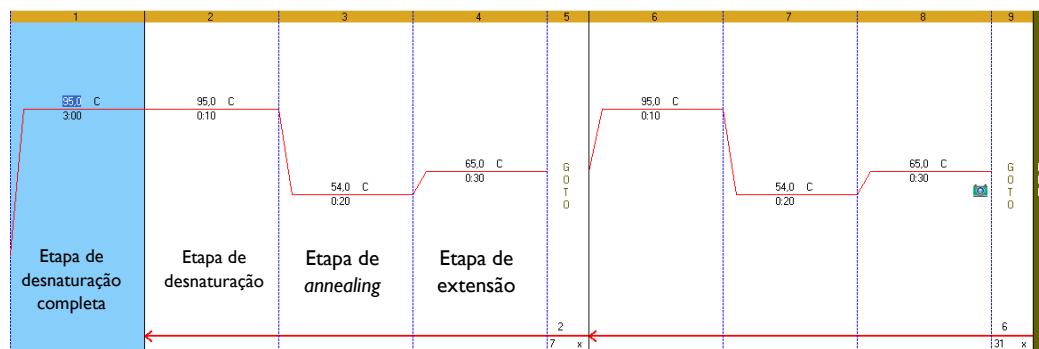 1 2 3 4 5 6 7 8 9
95,0 C
3:00
95,0 C
0:10
54,0 C
0:20
65,0 C
0:30
G
O
T
O
95,0 C
0:10
54,0 C
0:20
65,0 C
0:30
G
O
T
O
Etapa de
desnaturação
completa
Etapa de
desnaturação
Etapa de
annealing
Etapa de
extensão
2
7 x
6
31 x